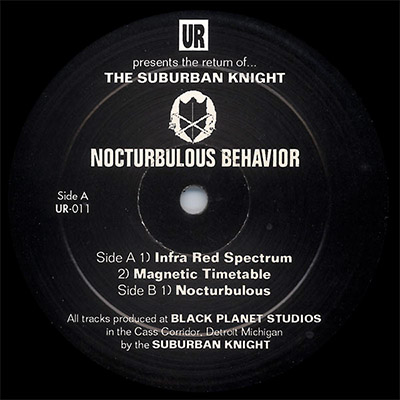 UR
presents the return of...
THE SUBURBAN KNIGHT
NOCTURBULOUS BEHAVIOR
Side A
UR-011
Side A 1) Infra Red Spectrum
2) Magnetic Timetable
Side B 1) Nocturbulous
All tracks produced at BLACK PLANET STUDIOS
in the Cass Corridor, Detroit Michigan
by the SUBURBAN KNIGHT